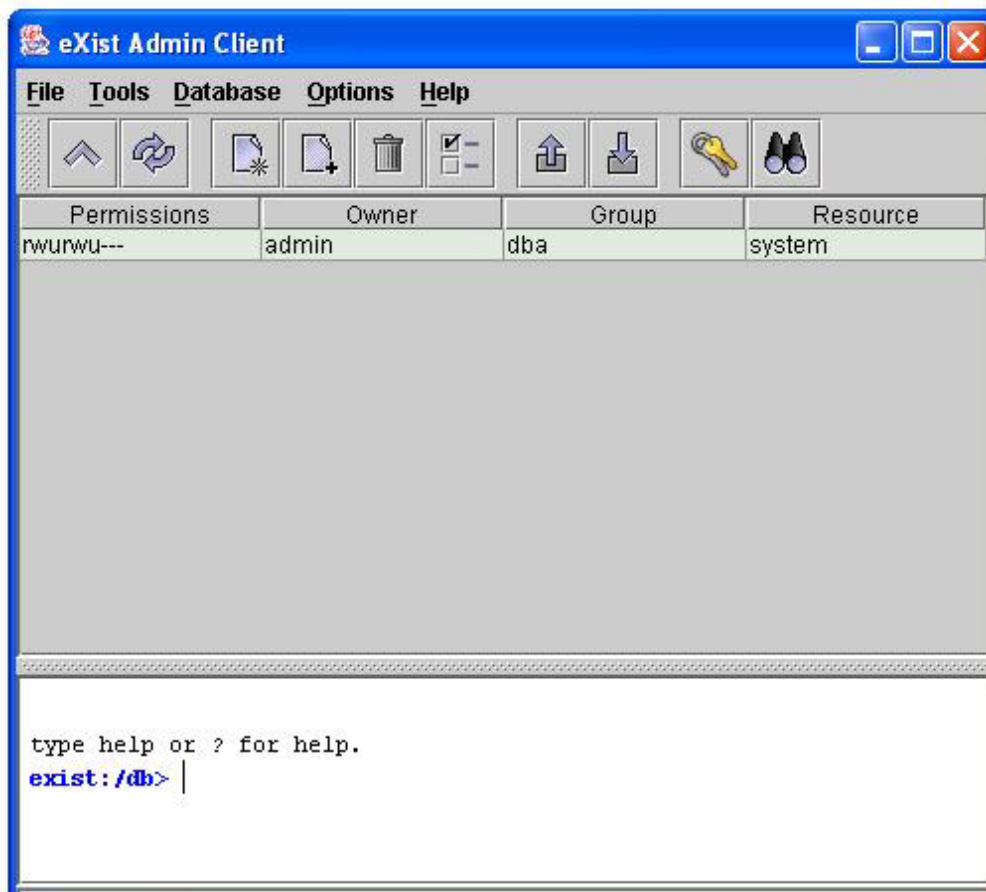 eXist Admin Client
File Tools Database Options Help
Permissions Owner Group Resource
rwurwu--- admin dba system
type help or ? for help.
exist:/db>